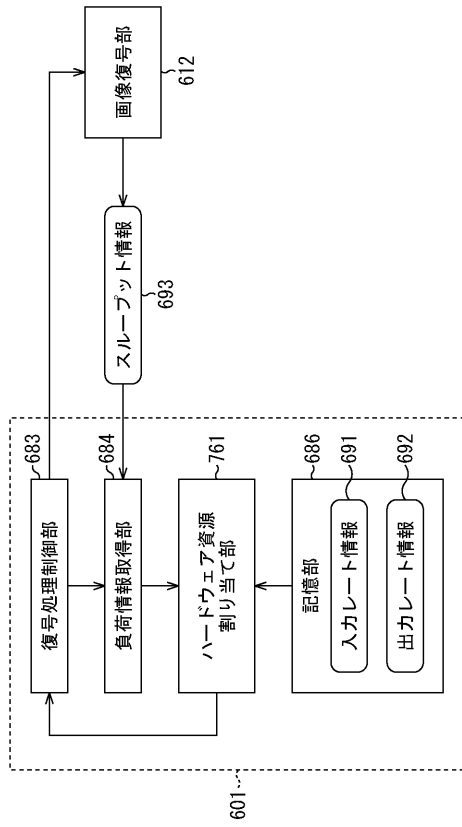 601
復号処理制御部
683
負荷情報取得部
684
ハードウェア資源
割り当て部
761
記憶部
686
入力レート情報
691
出力レート情報
692
スループット情報
693
画像復号部
612